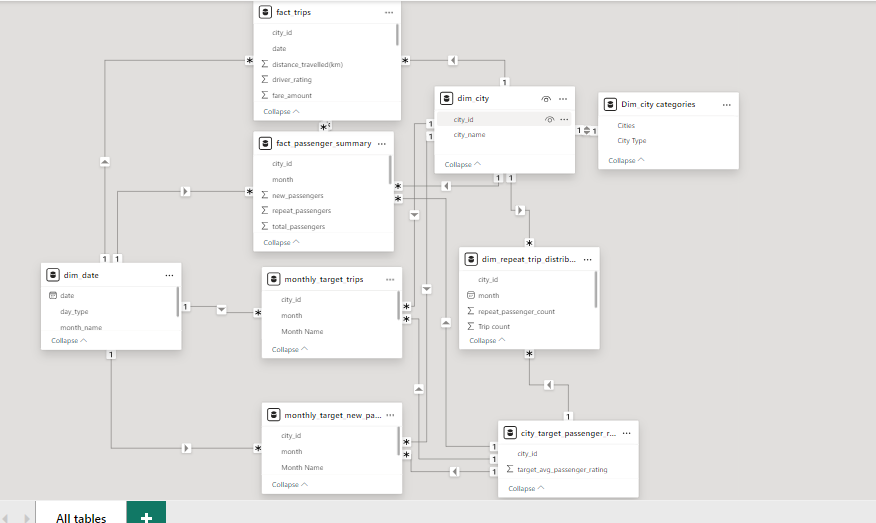 fact_trips
city_id
date
Σ distance_travelled(km)
Σ driver_rating
Σ fare_amount
Collapse
fact_passenger_summary
city_id
month
Σ new_passengers
Σ repeat_passengers
Σ total_passengers
Collapse
dim_city
city_id
city_name
Collapse
Dim_city categories
Cities
City Type
Collapse
dim_date
date
day_type
month_name
Collapse
monthly_target_trips
city_id
month
Month Name
Collapse
dim_repeat_trip_distrib...
city_id
month
Σ repeat_passenger_count
Σ Trip count
Collapse
monthly_target_new_pa...
city_id
month
Month Name
Collapse
city_target_passenger_r...
city_id
Σ target_avg_passenger_rating
Collapse
All tables
+